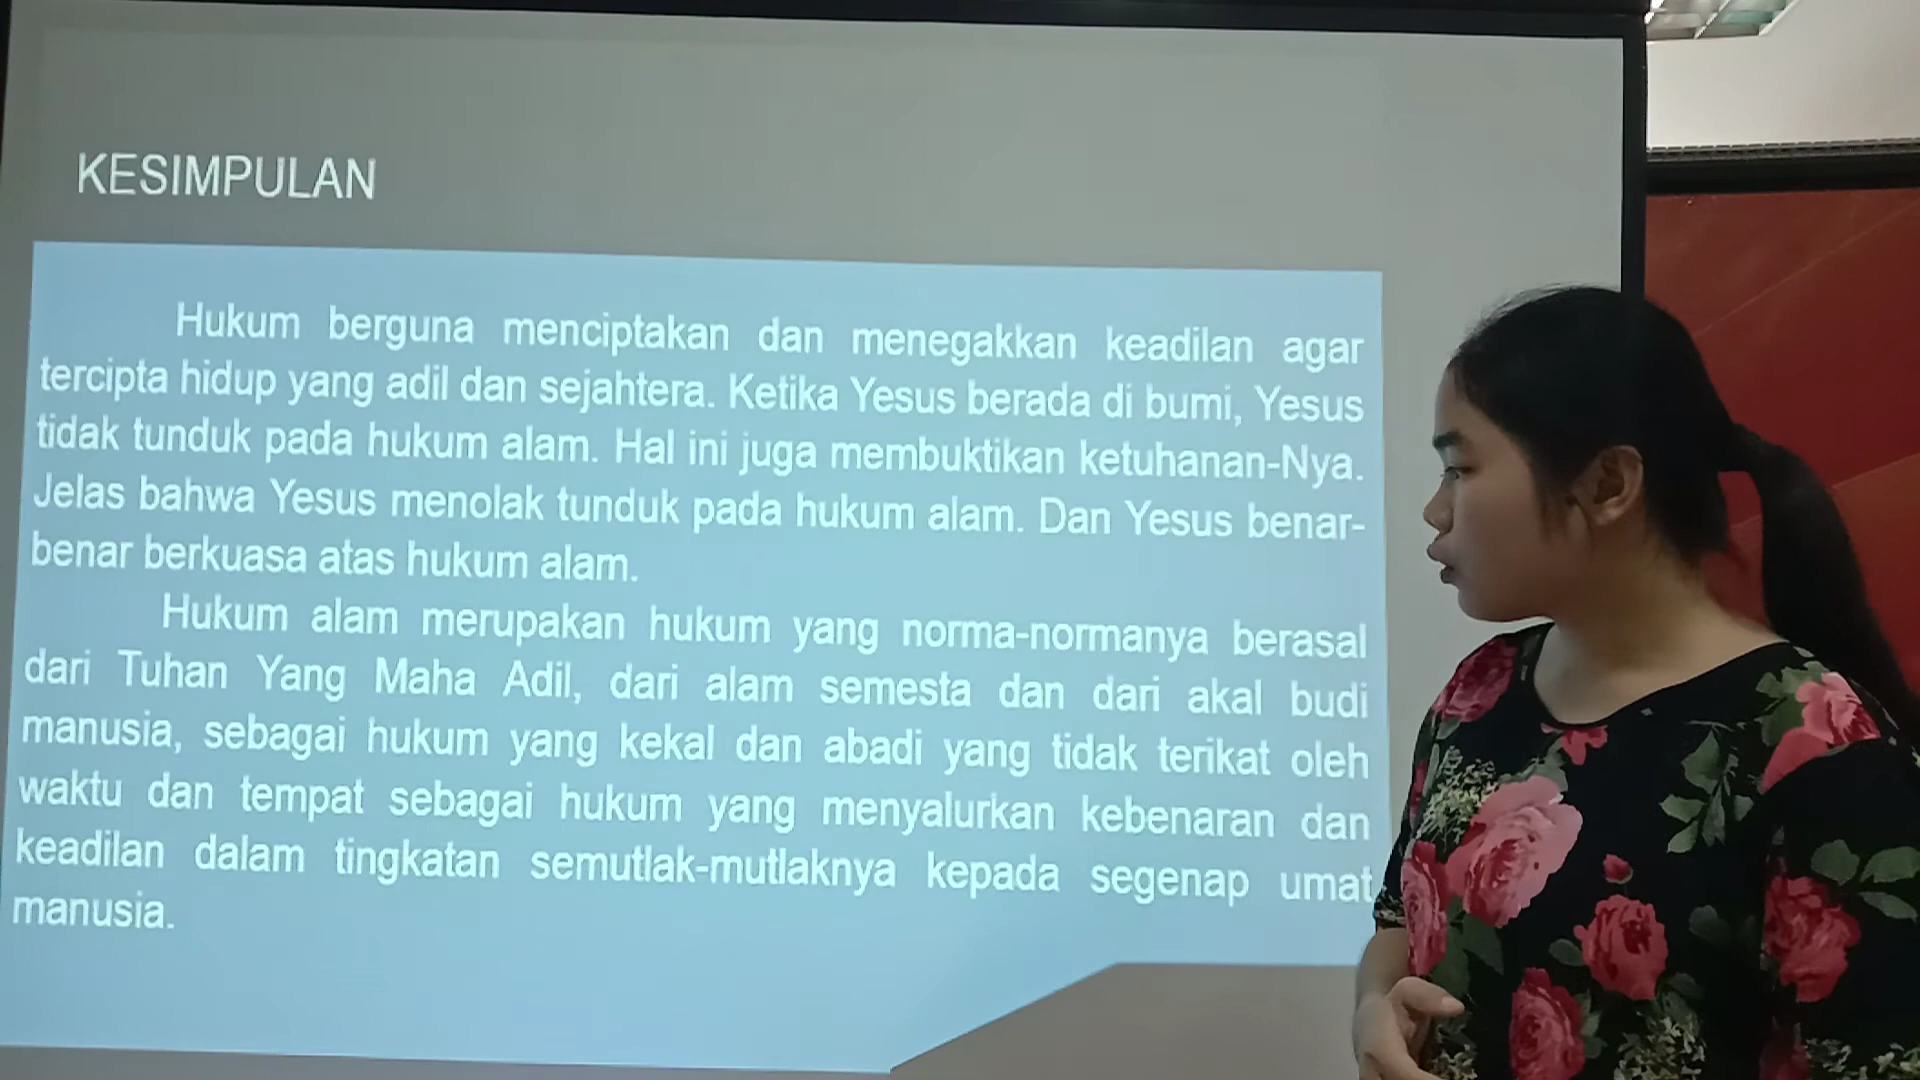 KESIMPULAN
Hukum berguna menciptakan dan menegakkan keadilan agar
tercipta hidup yang adil dan sejahtera. Ketika Yesus berada di bumi, Yesus
tidak tunduk pada hukum alam. Hal ini juga membuktikan ketuhanan-Nya.
Jelas bahwa Yesus menolak tunduk pada hukum alam. Dan Yesus benar-
benar berkuasa atas hukum alam.
Hukum alam merupakan hukum yang norma-normanya berasal
dari Tuhan Yang Maha Adil, dari alam semesta dan dari akal budi
manusia, sebagai hukum yang kekal dan abadi yang tidak terikat oleh
waktu dan tempat sebagai hukum yang menyalurkan kebenaran dan
keadilan dalam tingkatan semutlak-mutlaknya kepada segenap umat
manusia.